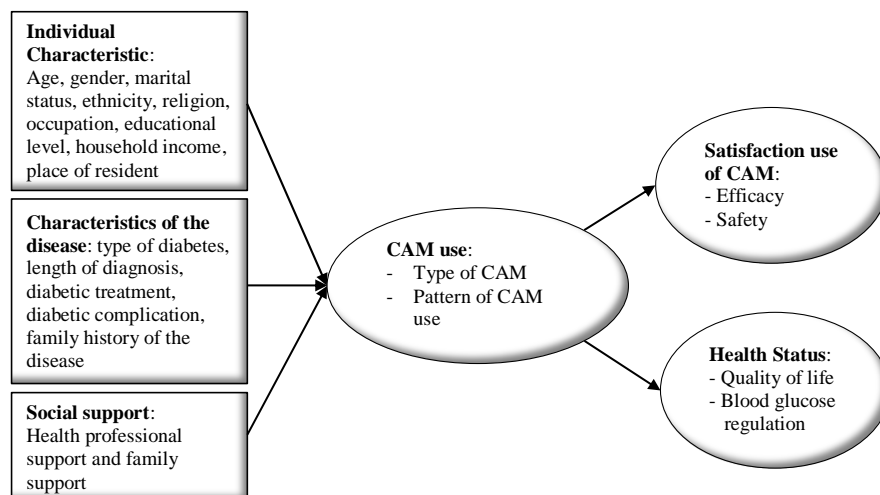 Individual
Characteristic:
Age, gender, marital
status, ethnicity, religion,
occupation, educational
level, household income,
place of resident
Characteristics of the
disease: type of diabetes,
length of diagnosis,
diabetic treatment,
diabetic complication,
family history of the
disease
Social support:
Health professional
support and family
support
CAM use:
- Type of CAM
- Pattern of CAM
use
Satisfaction use
of CAM:
- Efficacy
- Safety
Health Status:
- Quality of life
- Blood glucose
regulation